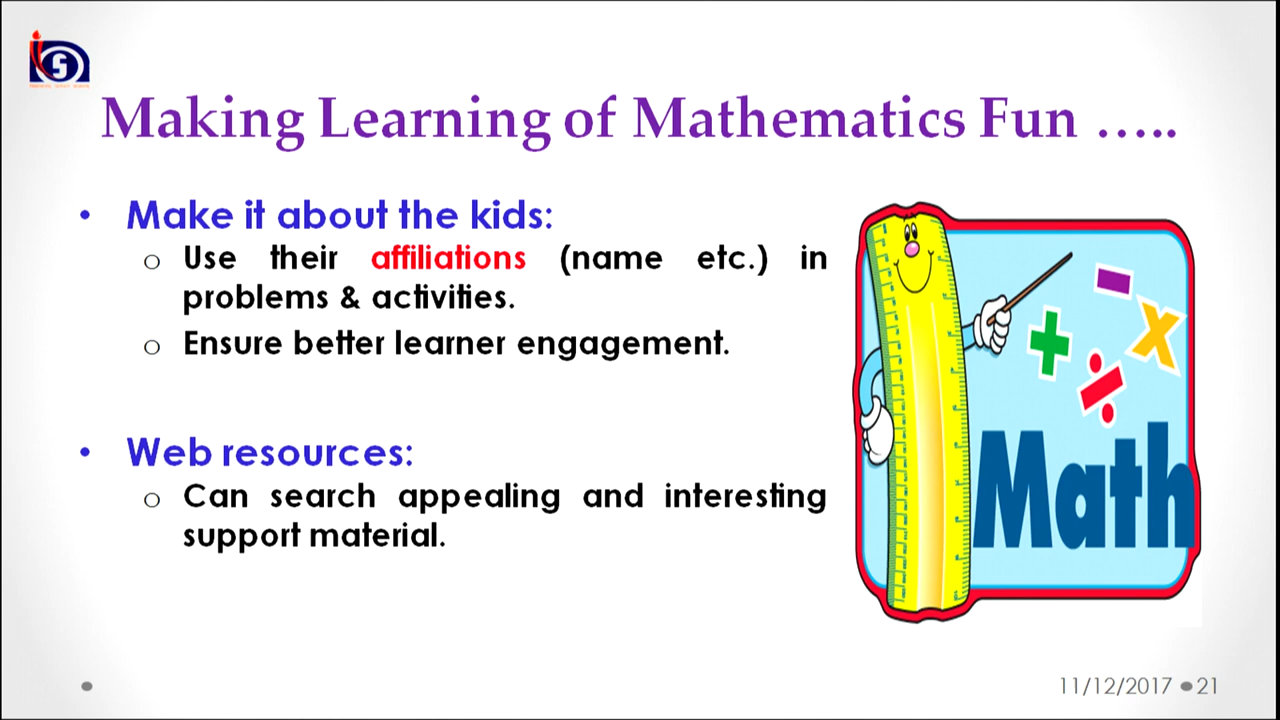 Making Learning of Mathematics Fun …..
• Make it about the kids:
o Use their affiliations (name etc.) in
problems & activities.
o Ensure better learner engagement.
• Web resources:
o Can search appealing and interesting
support material.
Math
11/12/2017 • 21